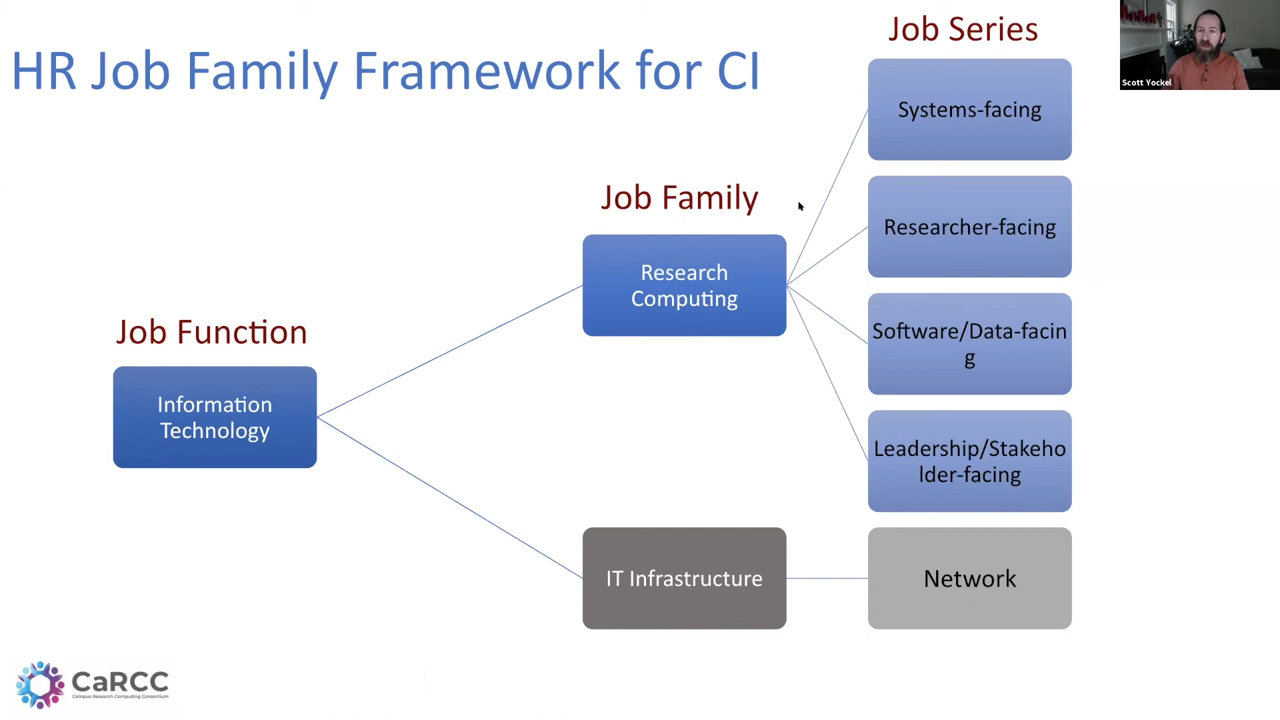 HR Job Family Framework for CI
Job Series
Scott Yockel
Systems-facing
Job Family
Researcher-facing
Research
Computing
Job Function
Software/Data-facin
g
Information
Technology
Leadership/Stakeho
lder-facing
IT Infrastructure
Network
CaRCC
Campus Research Computing Consortium